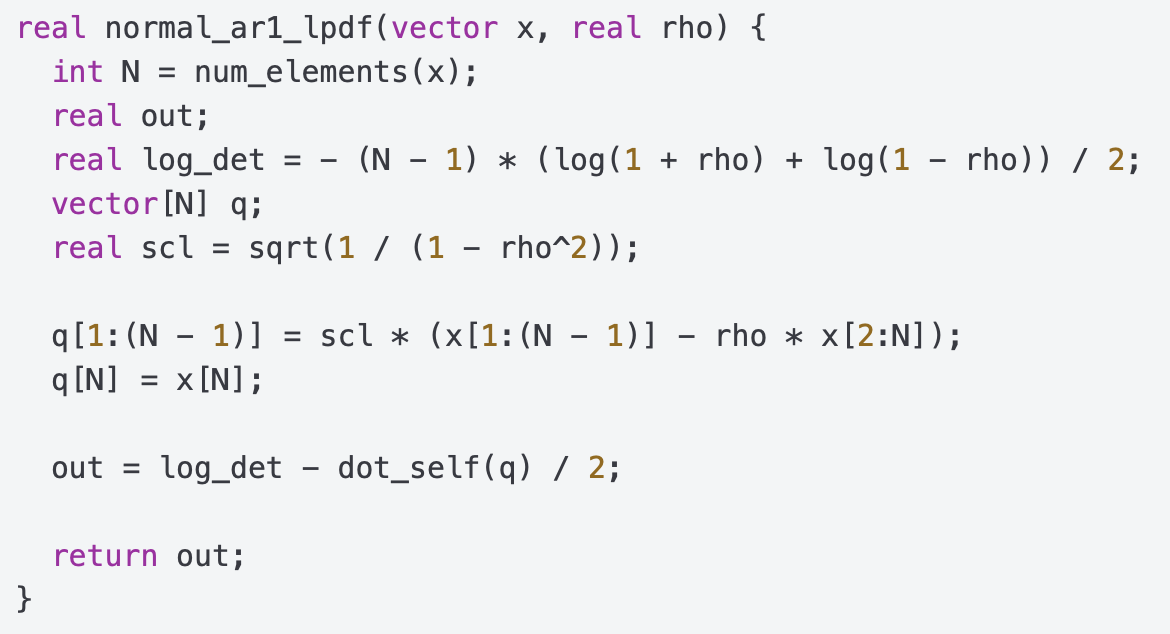 real normal_ar1_lpdf(vector x, real rho) {
  int N = num_elements(x);
  real out;
  real log_det = - (N - 1) * (log(1 + rho) + log(1 - rho)) / 2;
  vector[N] q;
  real scl = sqrt(1 / (1 - rho^2));

  q[1:(N - 1)] = scl * (x[1:(N - 1)] - rho * x[2:N]);
  q[N] = x[N];

  out = log_det - dot_self(q) / 2;

  return out;
}